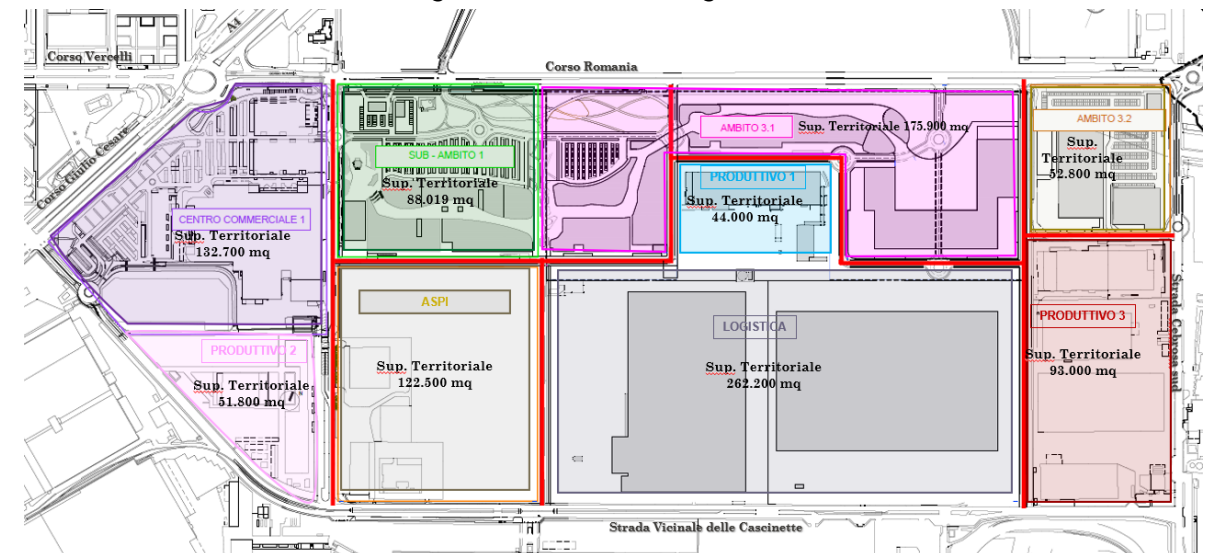 Corso Vercelli
A4
Corso Romania
Corso Giulio Cesare
SUB - AMBITO 1
Sup. Territoriale
88.019 mq
AMBITO 3.1
Sup. Territoriale 175.900 mq
AMBITO 3.2
Sup.
Territoriale
52.800 mq
PRODUTTIVO 1
Sup. Territoriale
44.000 mq
CENTRO COMMERCIALE 1
Sup. Territoriale
132.700 mq
ASPI
Sup. Territoriale
122.500 mq
LOGISTICA
Sup. Territoriale
262.200 mq
PRODUTTIVO 3
Sup. Territoriale
93.000 mq
Strada Cebrosa sud
PRODUTTIVO 2
Sup. Territoriale
51.800 mq
Strada Vicinale delle Cascinette